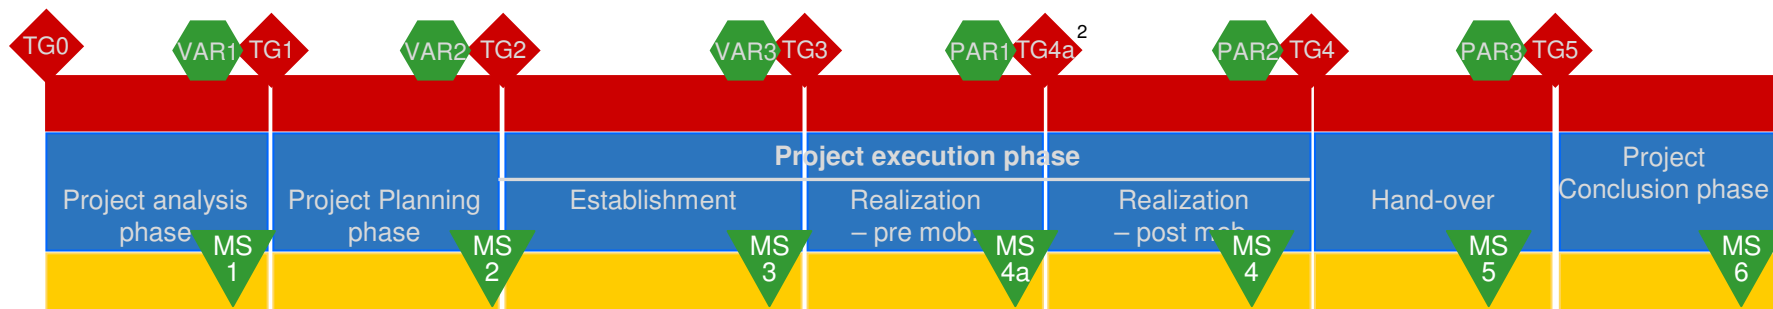 TG0
VAR1
TG1
VAR2
TG2
VAR3
TG3
PAR1
TG4a
2
PAR2
TG4
PAR3
TG5
Project execution phase
Project analysis
phase
Project Planning
phase
Establishment
Realization
– pre mob.
Realization
– post mob.
Hand-over
Project
Conclusion phase
MS
1
MS
2
MS
3
MS
4a
MS
4
MS
5
MS
6